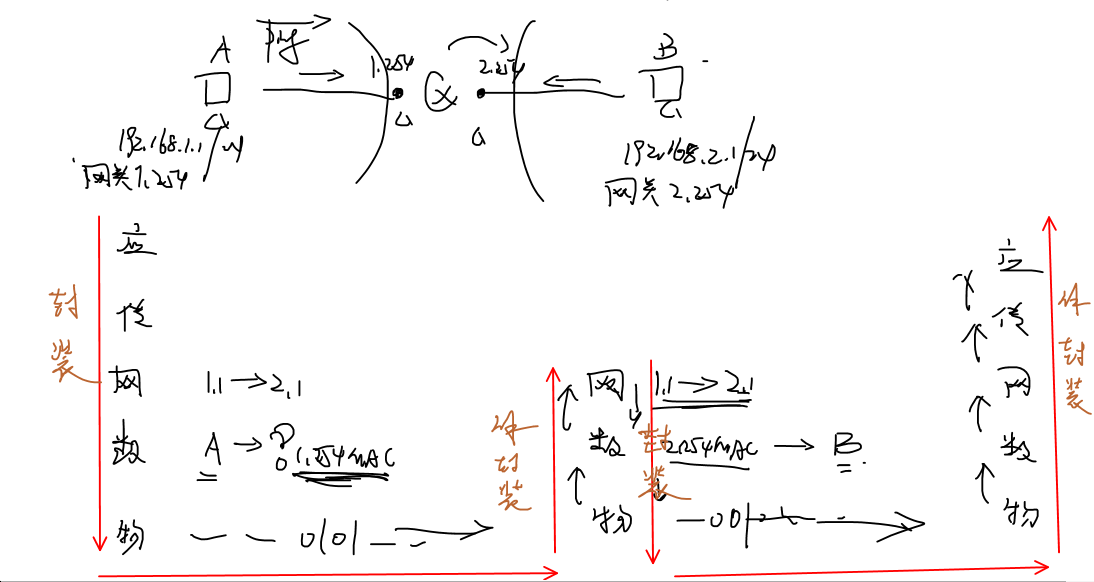 A ping B
1.254 2.254
192.168.1.1/24
网关1.254
192.168.2.1/24
网关 2.254
应
传
网 1.1→2.1
数 A→? 1.254MAC
物 0101
封装
解封装
网 1.1→2.1
数 2.254MAC→B
物 001
封装
应
传
网
数
物
解封装